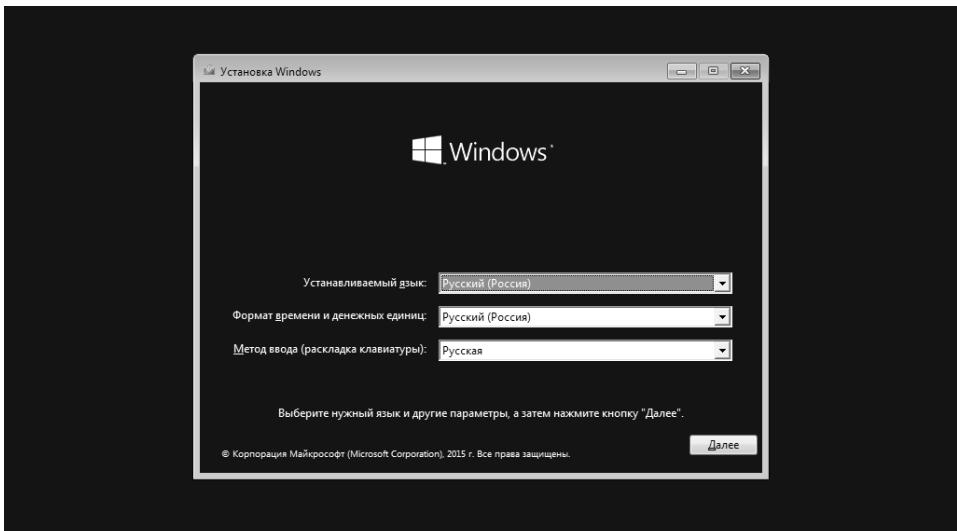 Установка Windows
Windows
Устанавливаемый язык: Русский (Россия)
Формат времени и денежных единиц: Русский (Россия)
Метод ввода (раскладка клавиатуры): Русская
Выберите нужный язык и другие параметры, а затем нажмите кнопку "Далее".
Далее
© Корпорация Майкрософт (Microsoft Corporation), 2015 г. Все права защищены.